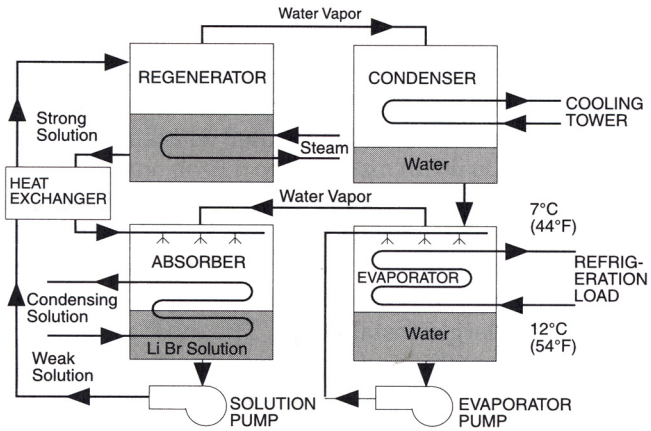 Water Vapor
REGENERATOR
CONDENSER
COOLING
TOWER
Strong
Solution
Steam
Water
HEAT
EXCHANGER
Water Vapor
7°C
(44°F)
ABSORBER
EVAPORATOR
REFRIG-
ERATION
LOAD
Condensing
Solution
Water
12°C
(54°F)
Li Br Solution
Weak
Solution
SOLUTION
PUMP
EVAPORATOR
PUMP